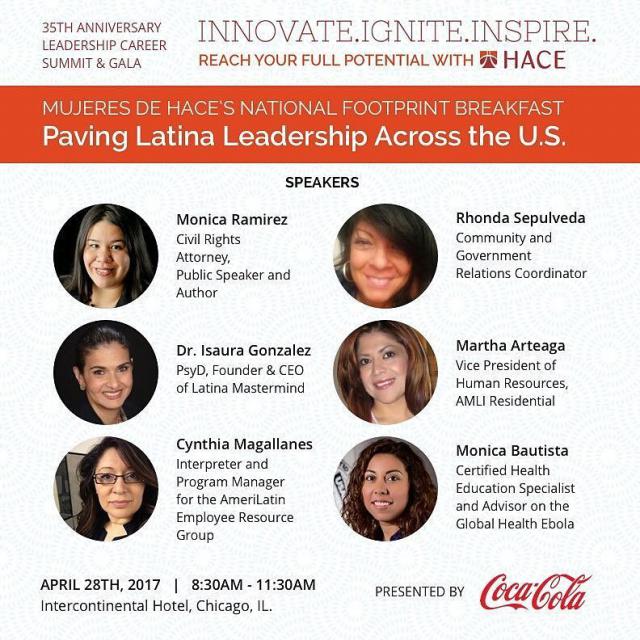 35TH ANNIVERSARY
LEADERSHIP CAREER
SUMMIT & GALA
INNOVATE.IGNITE.INSPIRE.
REACH YOUR FULL POTENTIAL WITH HACE
MUJERES DE HACE'S NATIONAL FOOTPRINT BREAKFAST
Paving Latina Leadership Across the U.S.
SPEAKERS
Monica Ramirez
Civil Rights
Attorney,
Public Speaker and
Author
Rhonda Sepulveda
Community and
Government
Relations Coordinator
Dr. Isaura Gonzalez
PsyD, Founder & CEO
of Latina Mastermind
Martha Arteaga
Vice President of
Human Resources,
AMLI Residential
Cynthia Magallanes
Interpreter and
Program Manager
for the AmeriLatin
Employee Resource
Group
Monica Bautista
Certified Health
Education Specialist
and Advisor on the
Global Health Ebola
APRIL 28TH, 2017 | 8:30AM - 11:30AM
Intercontinental Hotel, Chicago, IL.
PRESENTED BY Coca-Cola